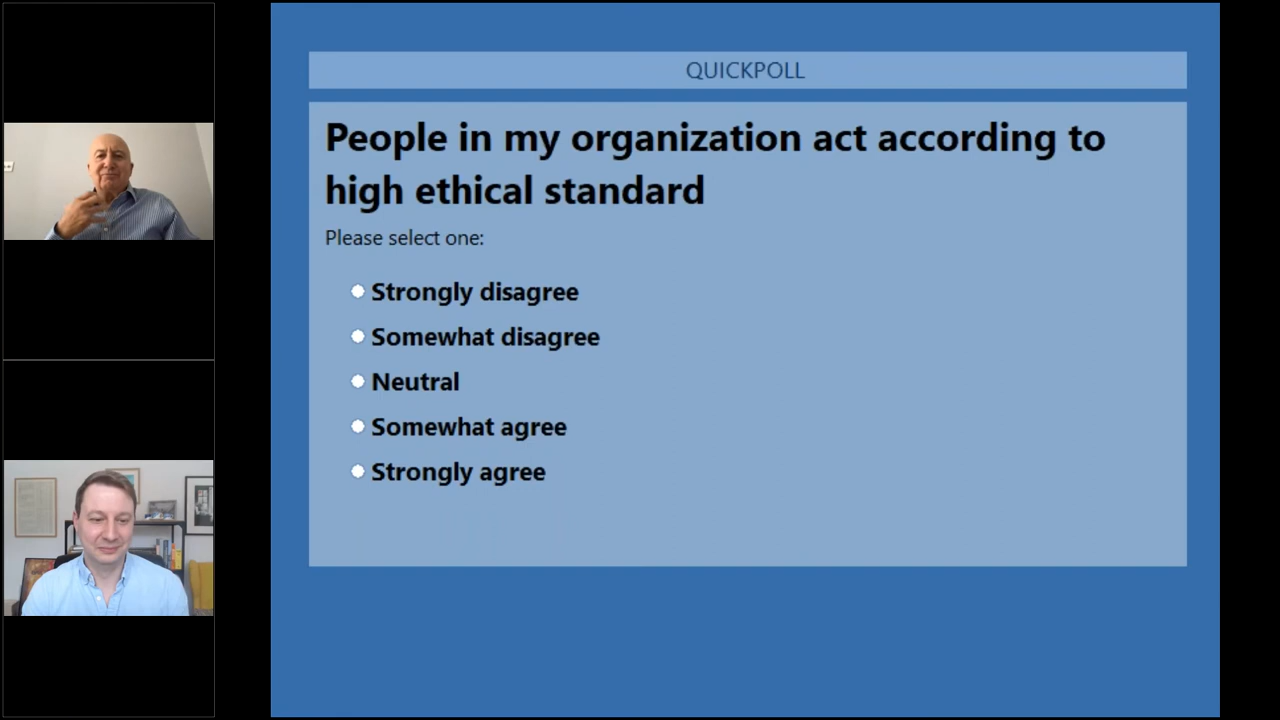 QUICKPOLL
People in my organization act according to
high ethical standard
Please select one:
Strongly disagree
Somewhat disagree
Neutral
Somewhat agree
Strongly agree